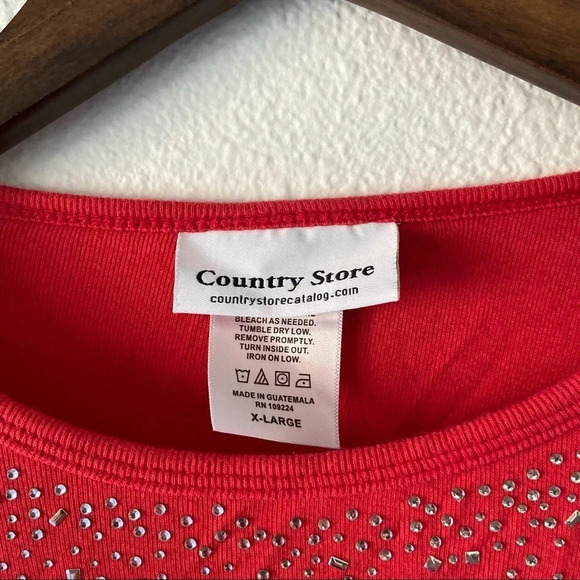 Country Store
countrystorecatalog.com
BLEACH AS NEEDED.
TUMBLE DRY LOW.
REMOVE PROMPTLY.
TURN INSIDE OUT.
IRON ON LOW.
MADE IN GUATEMALA
RN 109224
X-LARGE